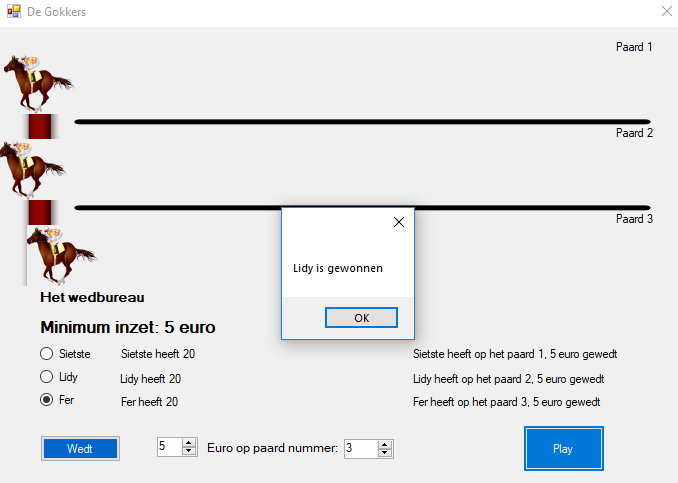 De Gokkers
Paard 1
Paard 2
Paard 3
Lidy is gewonnen
OK
Het wedbureau
Minimum inzet: 5 euro
Sietste Sietste heeft 20 Sietste heeft op het paard 1, 5 euro gewedt
Lidy Lidy heeft 20 Lidy heeft op het paard 2, 5 euro gewedt
Fer Fer heeft 20 Fer heeft op het paard 3, 5 euro gewedt
Wedt 5 Euro op paard nummer: 3 Play